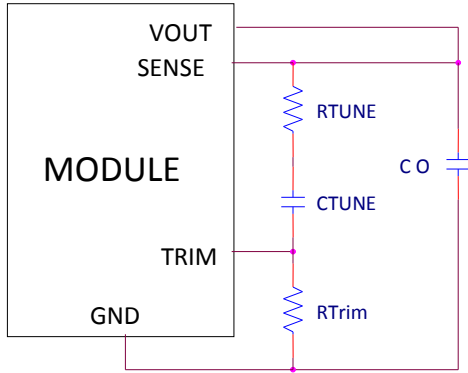 VOUT
SENSE
RTUNE
MODULE
C O
CTUNE
TRIM
RTrim
GND